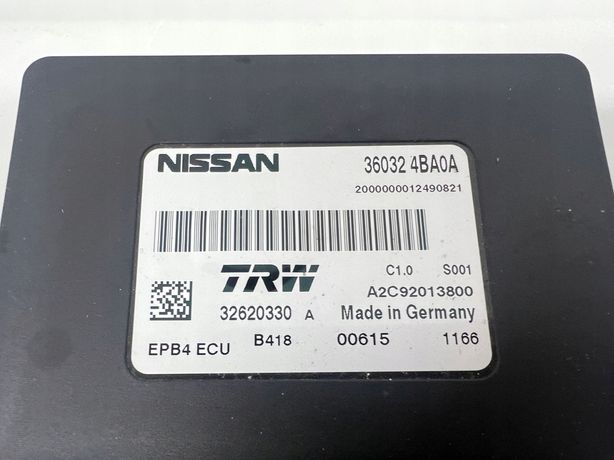 NISSAN 36032 4BA0A
2000000012490821
TRW C1.0 S001
A2C92013800
32620330 A Made in Germany
EPB4 ECU B418 00615 1166